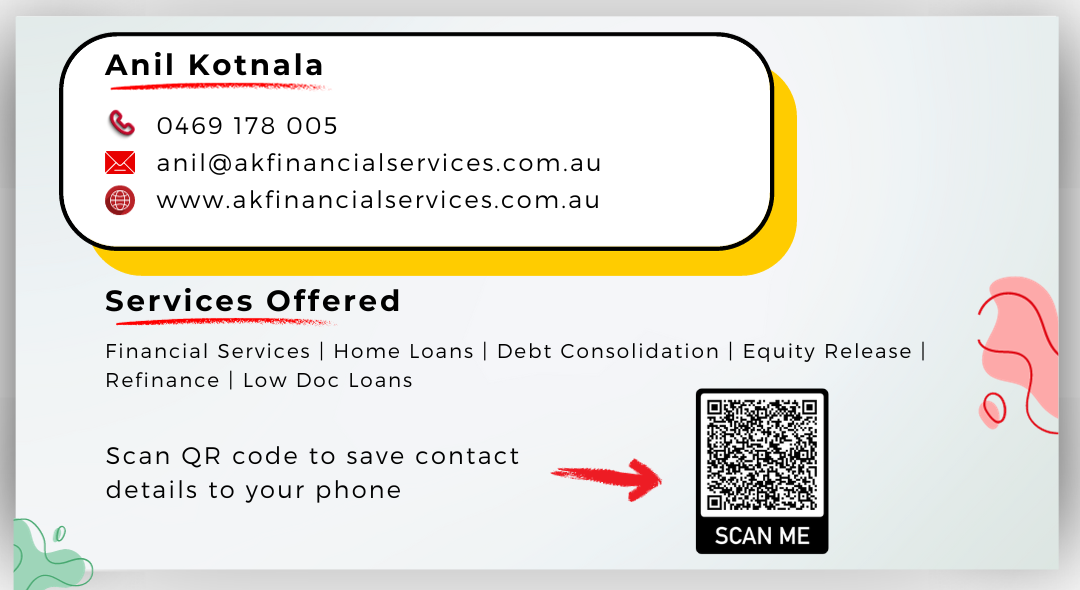 Anil Kotnala
0469 178 005
anil@akfinancialservices.com.au
www.akfinancialservices.com.au
Services Offered
Financial Services | Home Loans | Debt Consolidation | Equity Release |
Refinance | Low Doc Loans
Scan QR code to save contact
details to your phone
SCAN ME